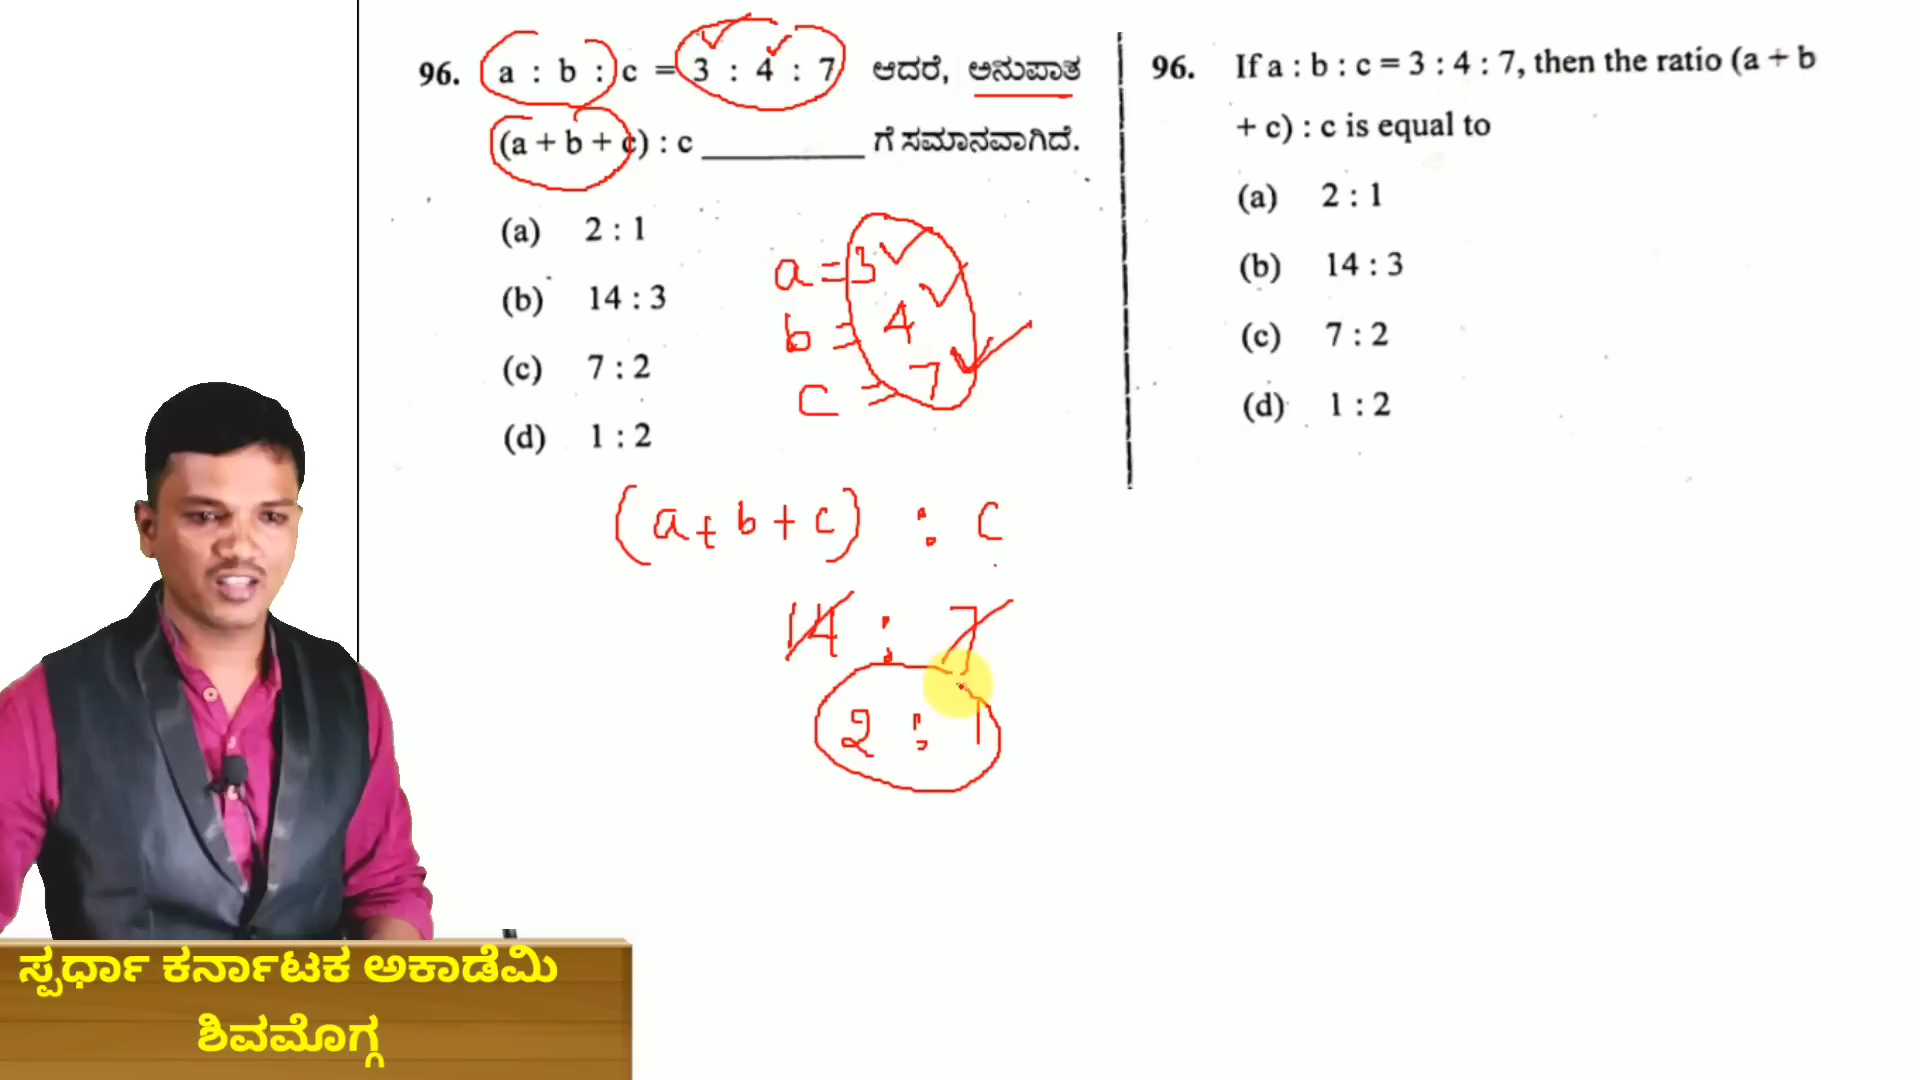 96. a : b : c = 3 : 4 : 7 ಆದರೆ, ಅನುಪಾತ
(a + b + c) : c __________ ಗೆ ಸಮಾನವಾಗಿದೆ.
(a) 2 : 1
(b) 14 : 3
(c) 7 : 2
(d) 1 : 2
a = 3
b = 4
c = 7
(a + b + c) : c
14 : 7
2 : 1
96. If a : b : c = 3 : 4 : 7, then the ratio (a + b
+ c) : c is equal to
(a) 2 : 1
(b) 14 : 3
(c) 7 : 2
(d) 1 : 2
ಸ್ಪರ್ಧಾ ಕರ್ನಾಟಕ ಅಕಾಡೆಮಿ
ಶಿವಮೊಗ್ಗ